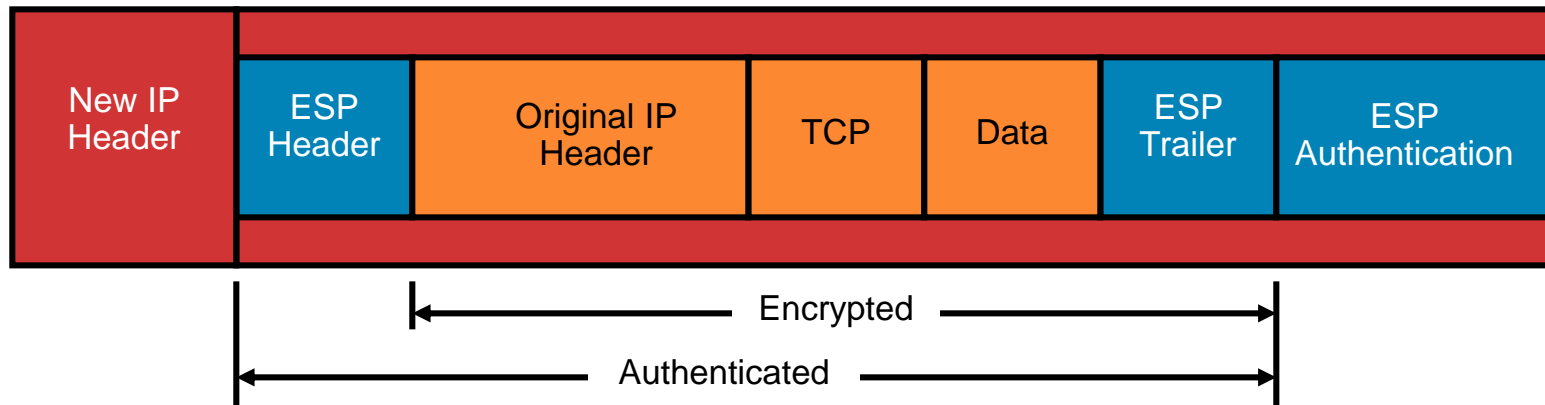 New IP
Header
ESP
Header
Original IP
Header
TCP
Data
ESP
Trailer
ESP
Authentication
Encrypted
Authenticated